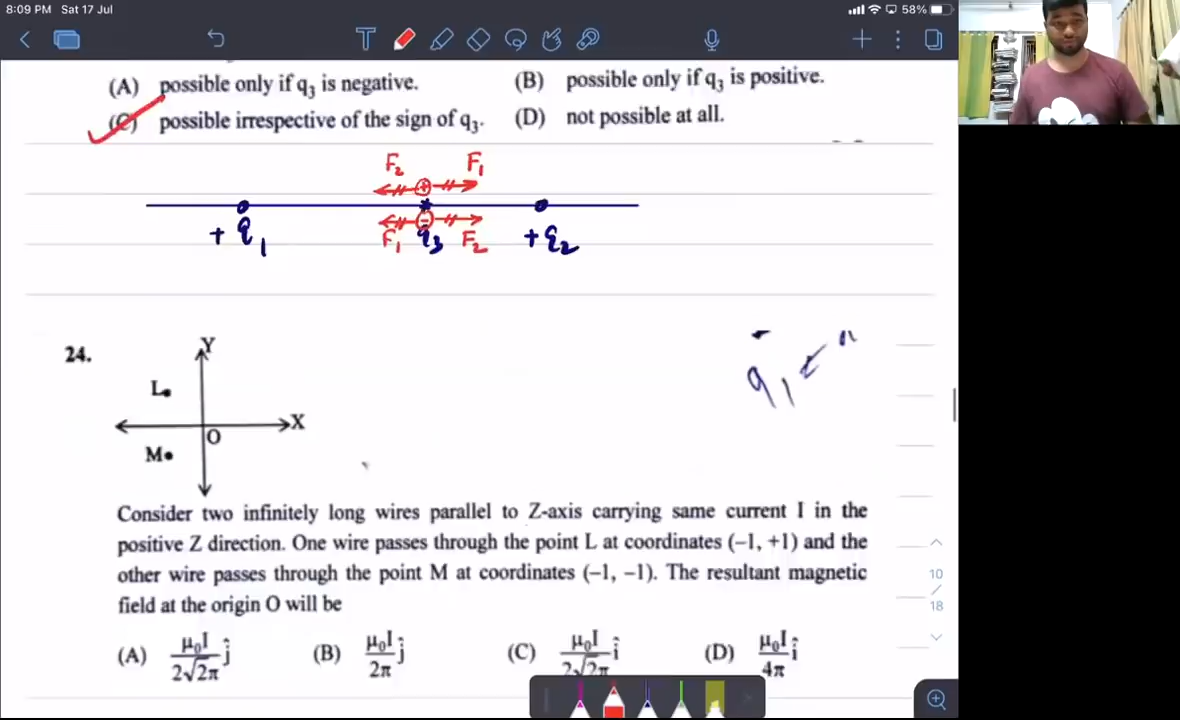 8:09 PM Sat 17 Jul 58%
T
(A) possible only if q3 is negative. (B) possible only if q3 is positive.
(C) possible irrespective of the sign of q3. (D) not possible at all.
F2 F1
+
+q1 F1 q3 F2 +q2
24.
Y
L
X
O
M
q1
Consider two infinitely long wires parallel to Z-axis carrying same current I in the
positive Z direction. One wire passes through the point L at coordinates (–1, +1) and the
other wire passes through the point M at coordinates (–1, –1). The resultant magnetic
field at the origin O will be
(A) μ0I/2√2π ĵ (B) μ0I/2π ĵ (C) μ0I/2√2π î (D) μ0I/4π î
10
/
18